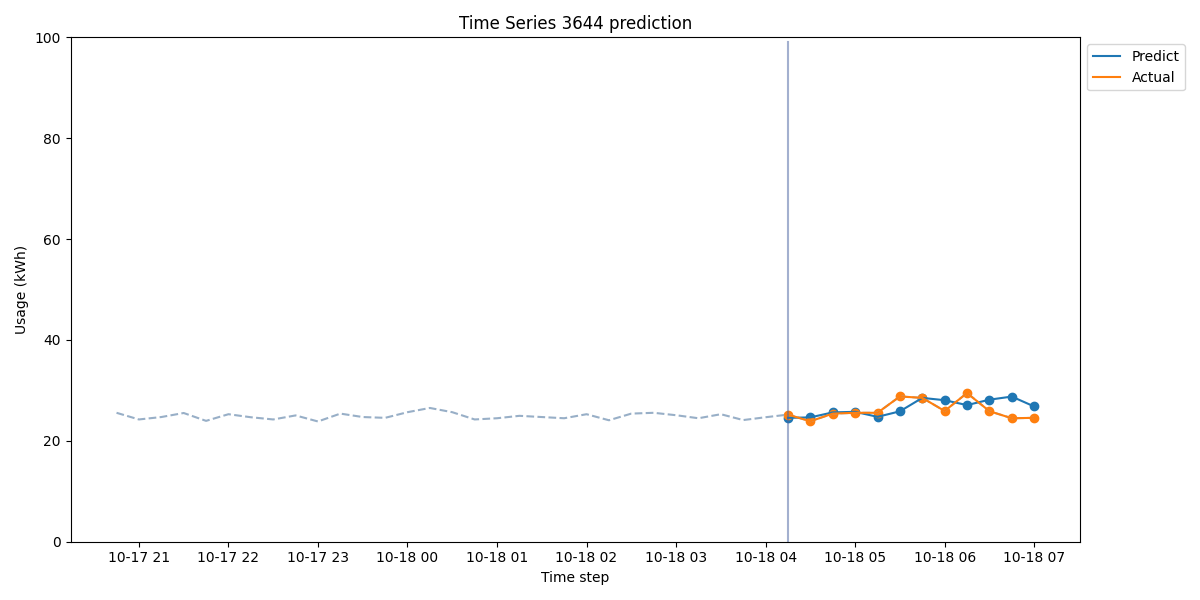 Time Series 3644 prediction
100
80
60
40
20
0
Usage (kWh)
10-17 21 10-17 22 10-17 23 10-18 00 10-18 01 10-18 02 10-18 03 10-18 04 10-18 05 10-18 06 10-18 07
Time step
Predict
Actual